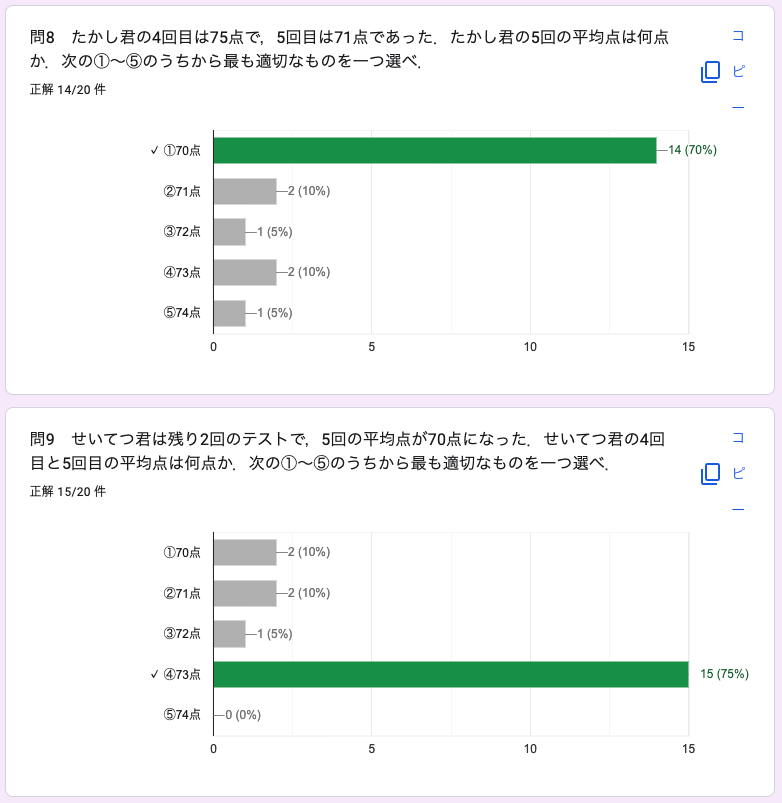 問8　たかし君の4回目は75点で，5回目は71点であった．たかし君の5回の平均点は何点
か．次の①〜⑤のうちから最も適切なものを一つ選べ．
コピー
正解 14/20 件
✓ ①70点
14 (70%)
②71点
2 (10%)
③72点
1 (5%)
④73点
2 (10%)
⑤74点
1 (5%)
0 5 10 15
問9　せいてつ君は残り2回のテストで，5回の平均点が70点になった．せいてつ君の4回
目と5回目の平均点は何点か．次の①〜⑤のうちから最も適切なものを一つ選べ．
コピー
正解 15/20 件
①70点
2 (10%)
②71点
2 (10%)
③72点
1 (5%)
✓ ④73点
15 (75%)
⑤74点
0 (0%)
0 5 10 15